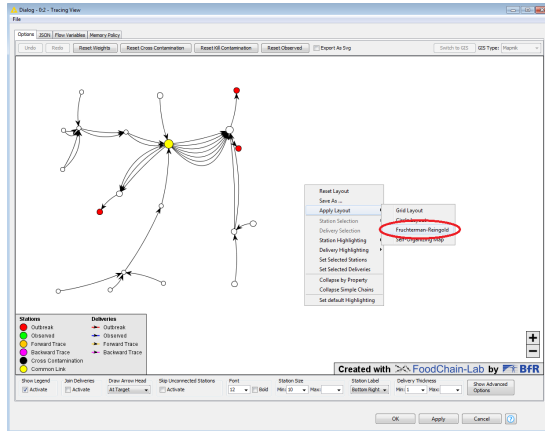 Dialog - 0:2 - Tracing View
File
Options JSON Flow Variables Memory Policy
Undo Redo Reset Weights Reset Cross Contamination Reset Kill Contamination Reset Observed Export As Svg Switch to GIS GIS Type: Mapnik
Reset Layout
Save As ...
Apply Layout
Station Selection
Delivery Selection
Station Highlighting
Delivery Highlighting
Set Selected Stations
Set Selected Deliveries
Collapse by Property
Collapse Simple Chains
Set default Highlighting
Grid Layout
Circle Layout
Fruchterman-Reingold
Self-Organizing Map
Stations Deliveries
Outbreak Outbreak
Observed Observed
Forward Trace Forward Trace
Backward Trace Backward Trace
Cross Contamination
Common Link
Created with FoodChain-Lab by BfR
Show Legend Join Deliveries Draw Arrow Head Skip Unconnected Stations Font Station Size Station Label Delivery Thickness
Activate Activate At Target Activate 12 Bold Min: 10 Max: Bottom Right Min: 1 Max: Show Advanced Options
OK Apply Cancel ?